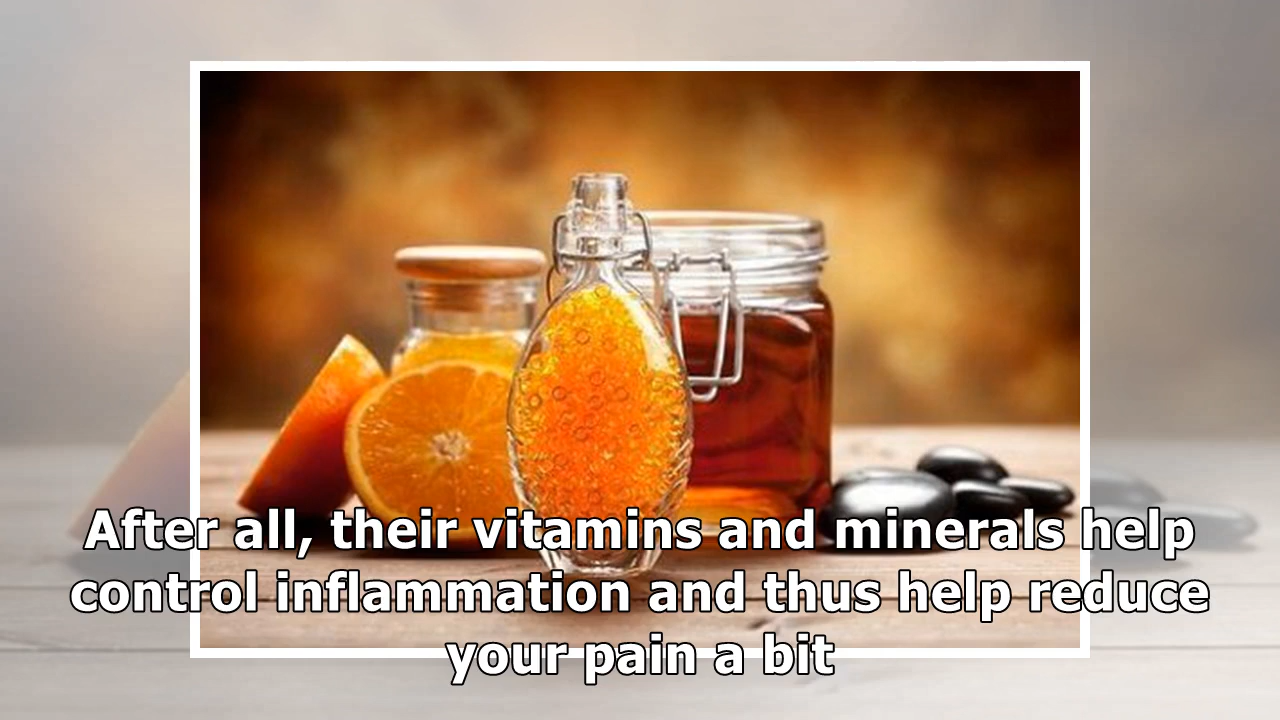 After all, their vitamins and minerals help
control inflammation and thus help reduce
your pain a bit